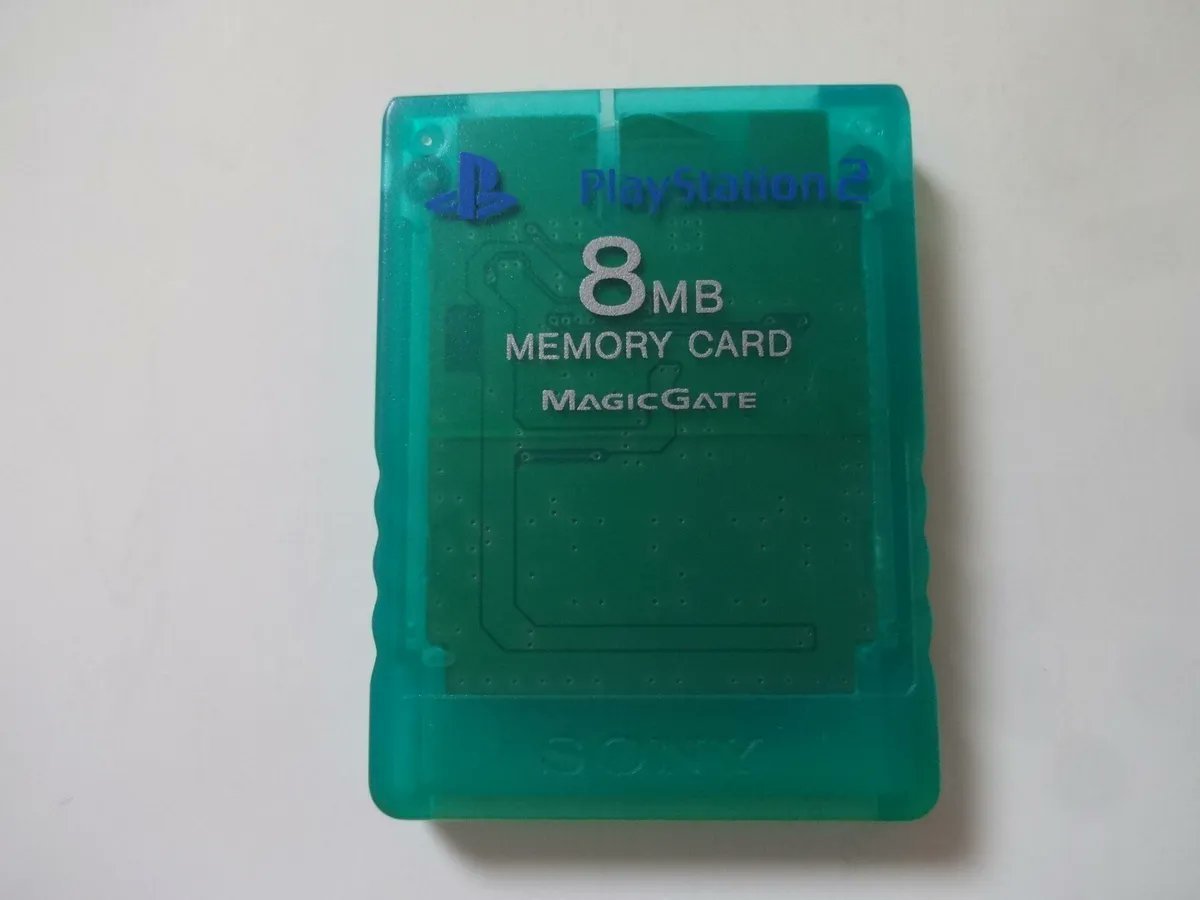 PlayStation 2
8MB
MEMORY CARD
MAGICGATE
SONY